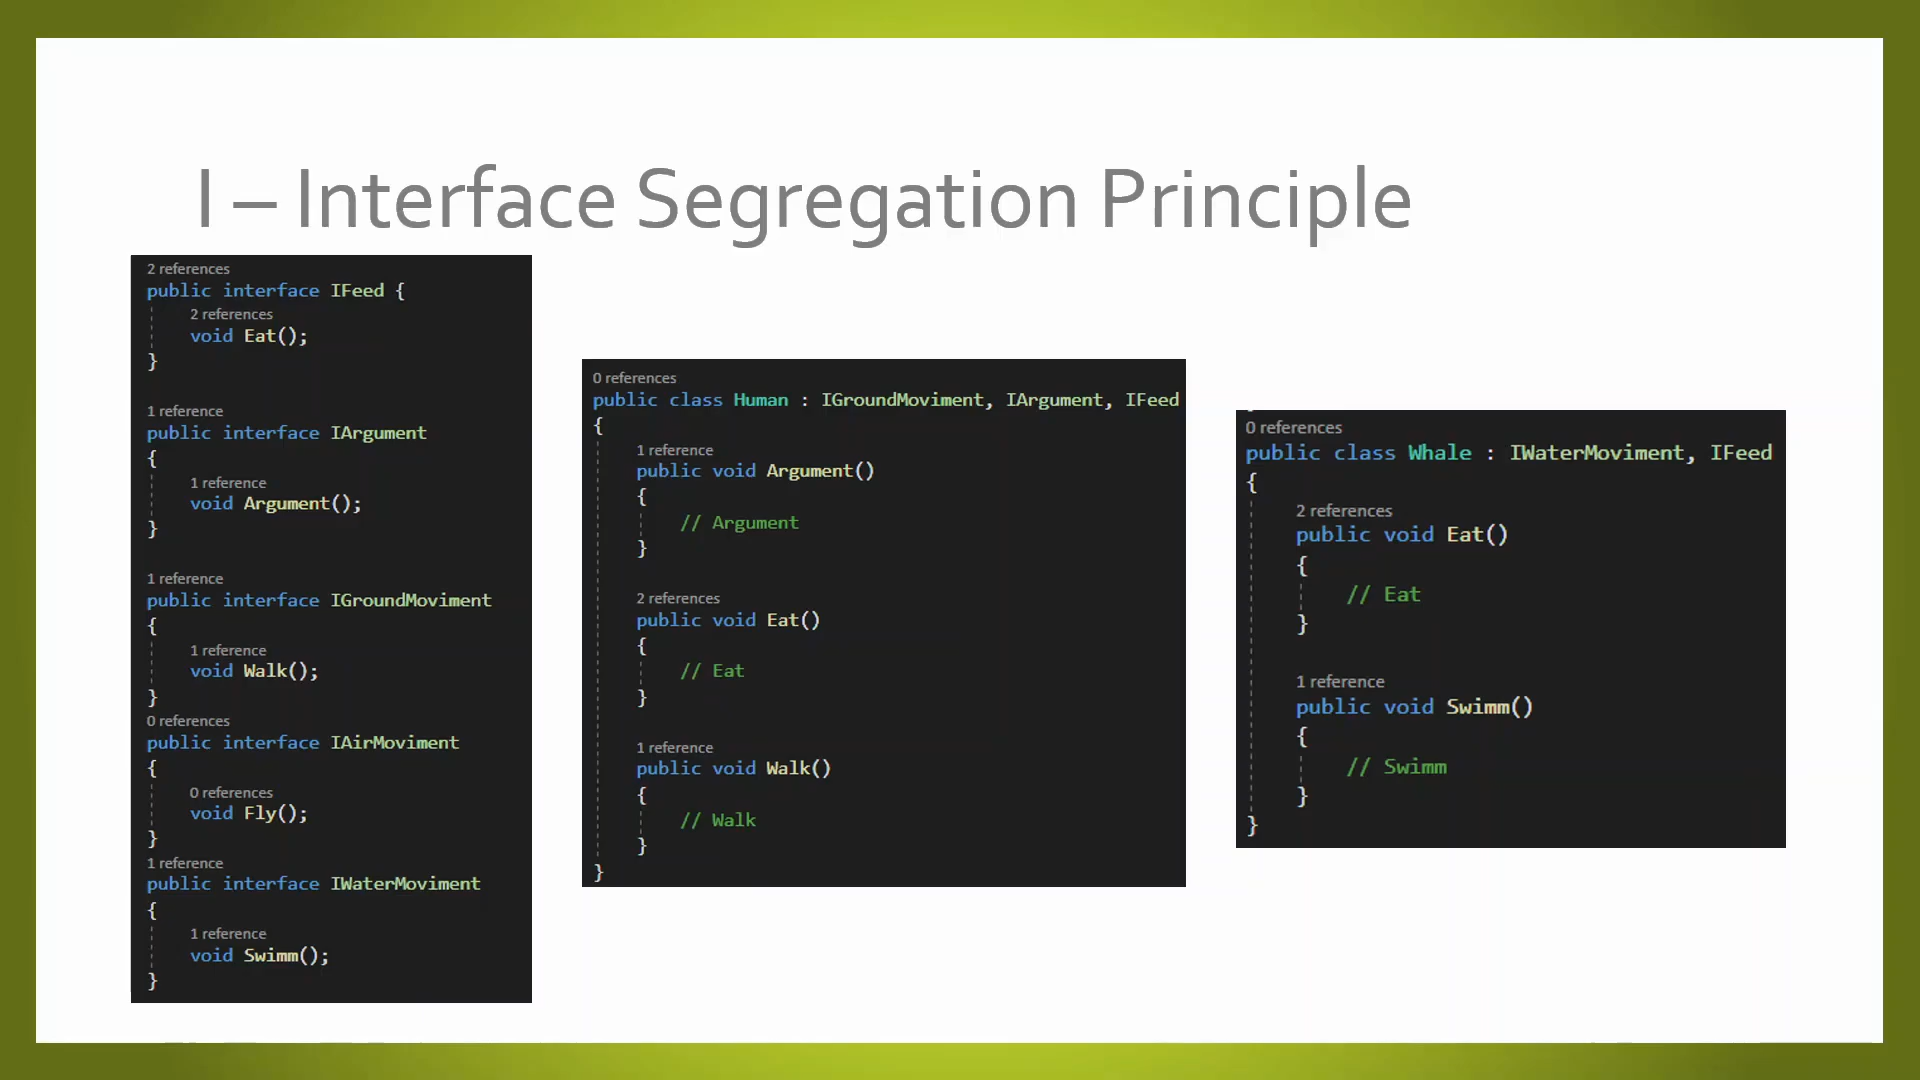 I – Interface Segregation Principle
2 references
public interface IFeed {
2 references
void Eat();
}
1 reference
public interface IArgument
{
1 reference
void Argument();
}
1 reference
public interface IGroundMoviment
{
1 reference
void Walk();
}
0 references
public interface IAirMoviment
{
0 references
void Fly();
}
1 reference
public interface IWaterMoviment
{
1 reference
void Swimm();
}
0 references
public class Human : IGroundMoviment, IArgument, IFeed
{
1 reference
public void Argument()
{
// Argument
}
2 references
public void Eat()
{
// Eat
}
1 reference
public void Walk()
{
// Walk
}
}
0 references
public class Whale : IWaterMoviment, IFeed
{
2 references
public void Eat()
{
// Eat
}
1 reference
public void Swimm()
{
// Swimm
}
}